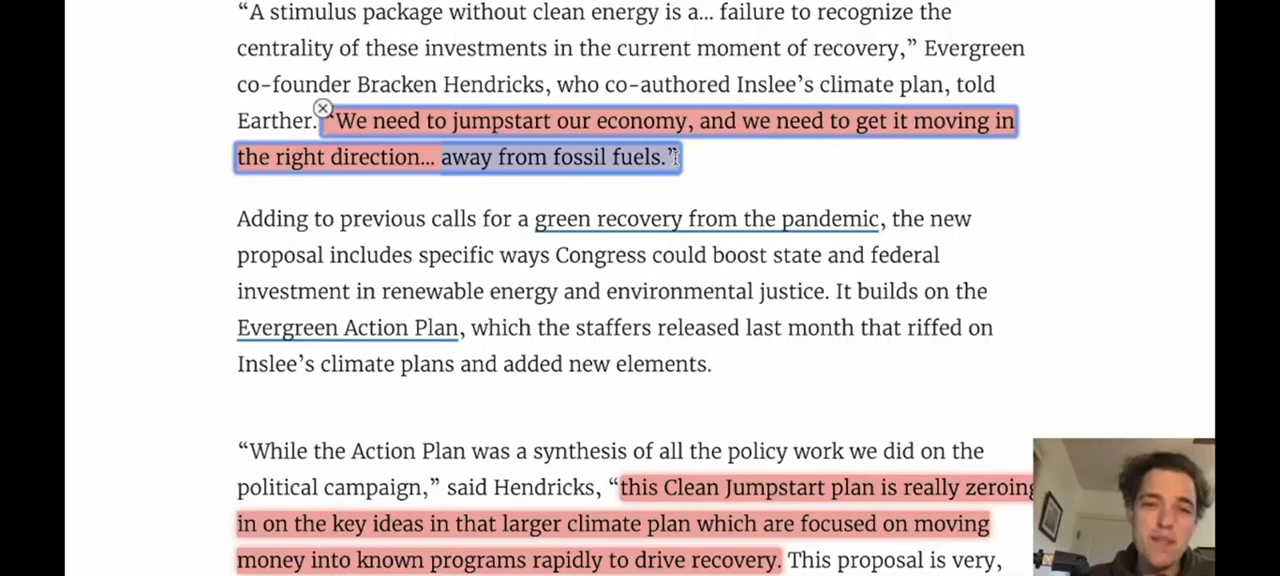 “A stimulus package without clean energy is a... failure to recognize the
centrality of these investments in the current moment of recovery,” Evergreen
co-founder Bracken Hendricks, who co-authored Inslee’s climate plan, told
Earther. “We need to jumpstart our economy, and we need to get it moving in
the right direction... away from fossil fuels.”
Adding to previous calls for a green recovery from the pandemic, the new
proposal includes specific ways Congress could boost state and federal
investment in renewable energy and environmental justice. It builds on the
Evergreen Action Plan, which the staffers released last month that riffed on
Inslee’s climate plans and added new elements.
“While the Action Plan was a synthesis of all the policy work we did on the
political campaign,” said Hendricks, “this Clean Jumpstart plan is really zeroing
in on the key ideas in that larger climate plan which are focused on moving
money into known programs rapidly to drive recovery. This proposal is very,